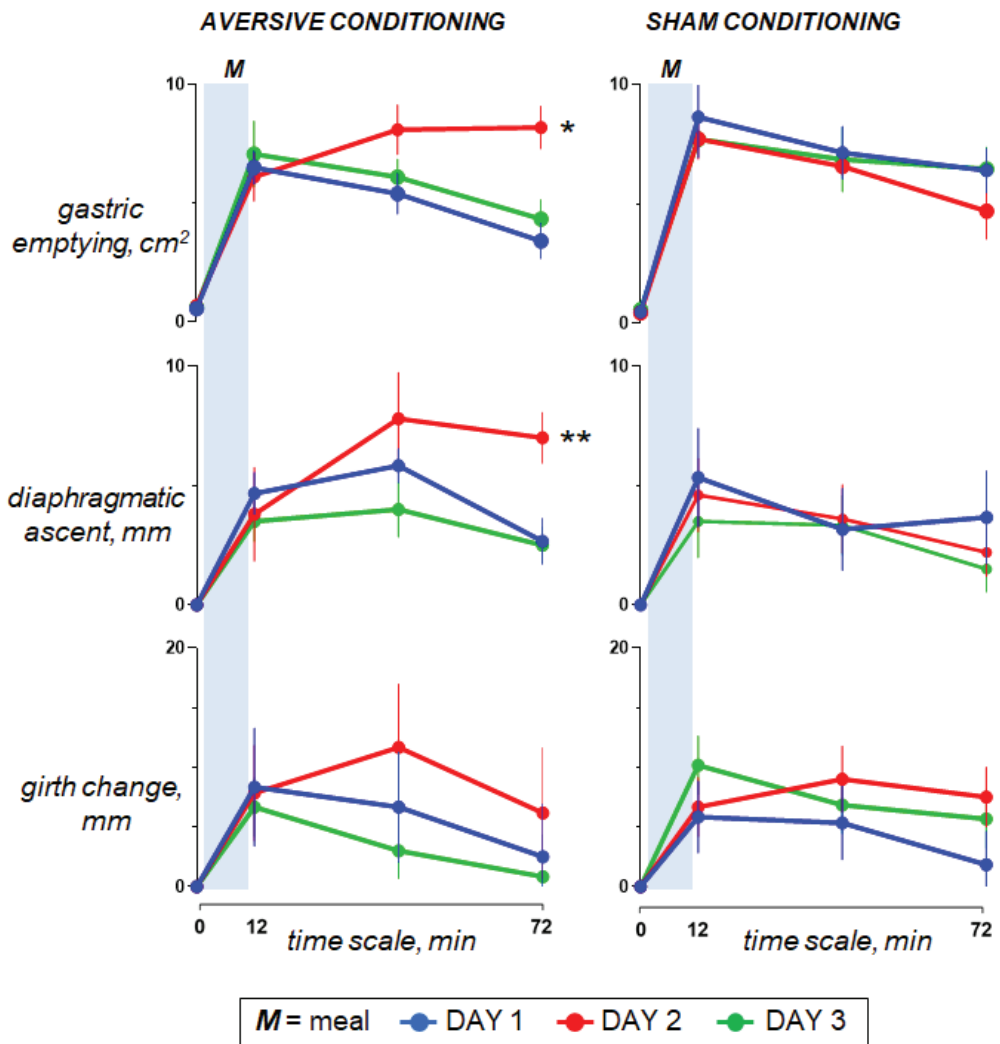 AVERSIVE CONDITIONING
SHAM CONDITIONING
M
M
10
10
*
gastric
emptying, cm²
0
0
10
10
**
diaphragmatic
ascent, mm
0
0
20
20
girth change,
mm
0
0
0 12 72
time scale, min
0 12 72
time scale, min
M = meal DAY 1 DAY 2 DAY 3